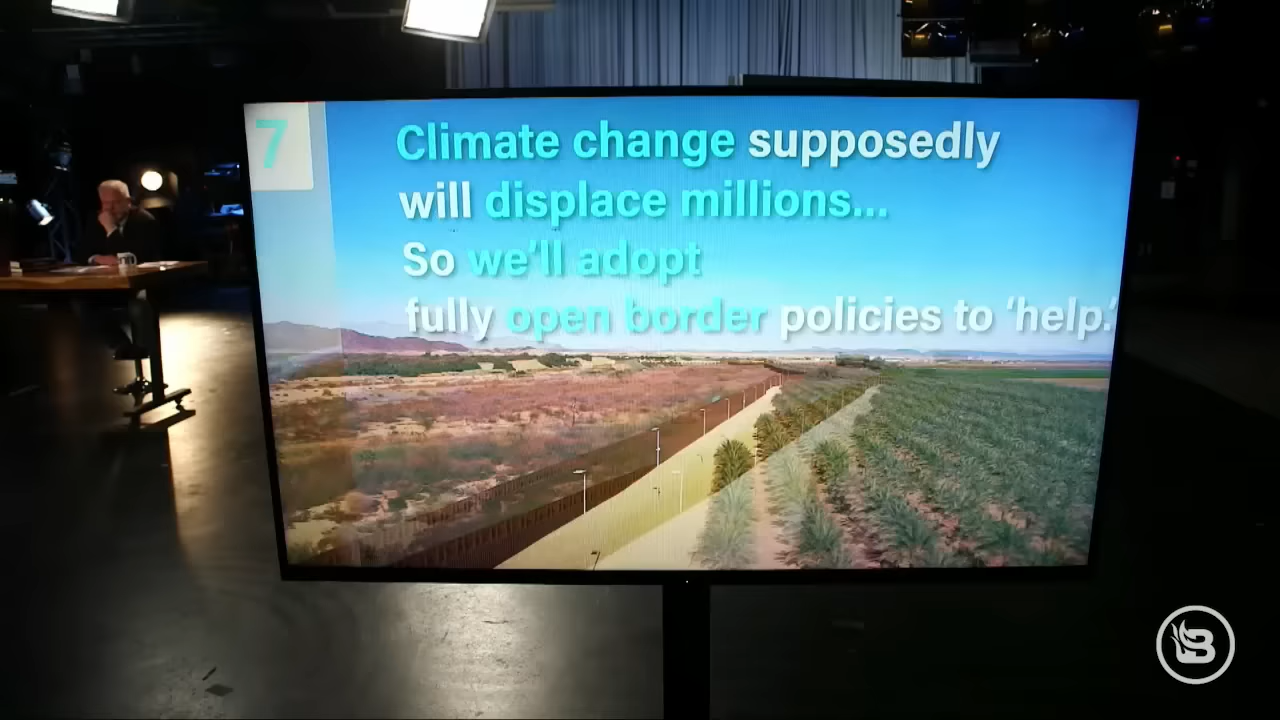 7
Climate change supposedly
will displace millions...
So we'll adopt
fully open border policies to 'help.'
B